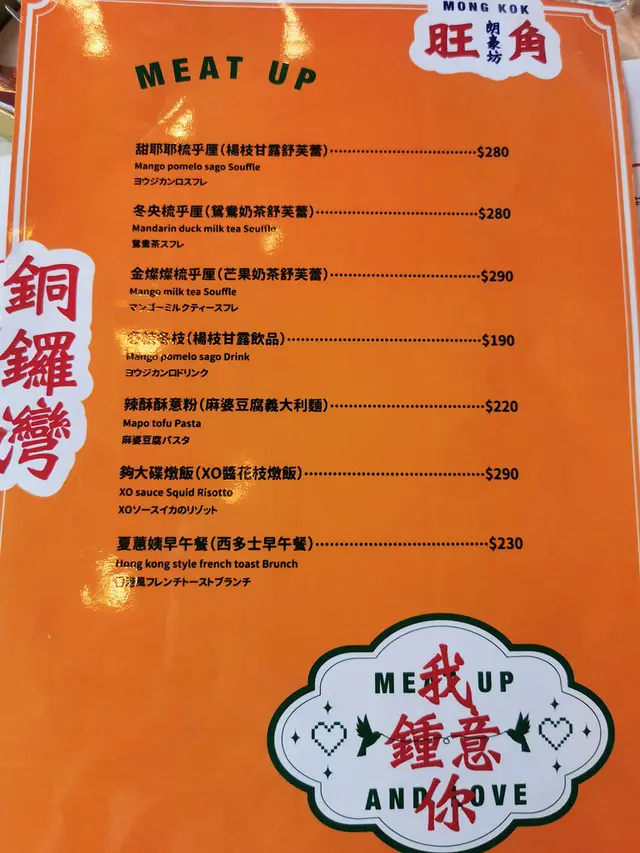 MONG KOK
旺角
朗豪坊
MEAT UP
甜耶耶梳乎厘(楊枝甘露舒芙蕾)⋯⋯$280
Mango pomelo sago Souffle
ヨウジカンロスフレ
冬央梳乎厘(鴛鴦奶茶舒芙蕾)⋯⋯$280
Mandarin duck milk tea Souffle
鴛鴦茶スフレ
金燦燦梳乎厘(芒果奶茶舒芙蕾)⋯⋯$290
Mango milk tea Souffle
マンゴーミルクティースフレ
冬枝(楊枝甘露飲品)⋯⋯$190
Mango pomelo sago Drink
ヨウジカンロドリンク
辣酥酥意粉(麻婆豆腐義大利麵)⋯⋯$220
Mapo tofu Pasta
麻婆豆腐パスタ
夠大碟燉飯(XO醬花枝燉飯)⋯⋯$290
XO sauce Squid Risotto
XOソースイカのリゾット
夏蕙姨早午餐(西多士早午餐)⋯⋯$230
Hong kong style french toast Brunch
港風フレンチトーストブランチ
銅鑼灣
MEAT UP
我
鍾意
AND LOVE
你